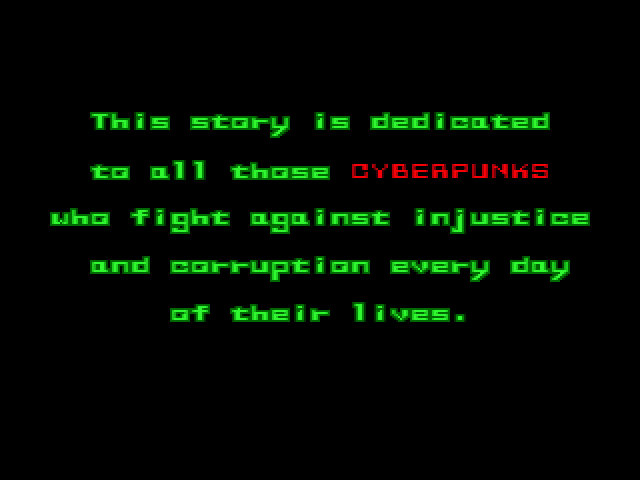 This story is dedicated
to all those CYBERPUNKS
who fight against injustice
and corruption every day
of their lives.